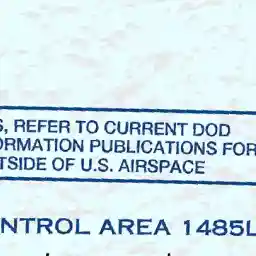 S, REFER TO CURRENT DOD
ORMATION PUBLICATIONS FOR
TSIDE OF U.S. AIRSPACE
NTROL AREA 1485L